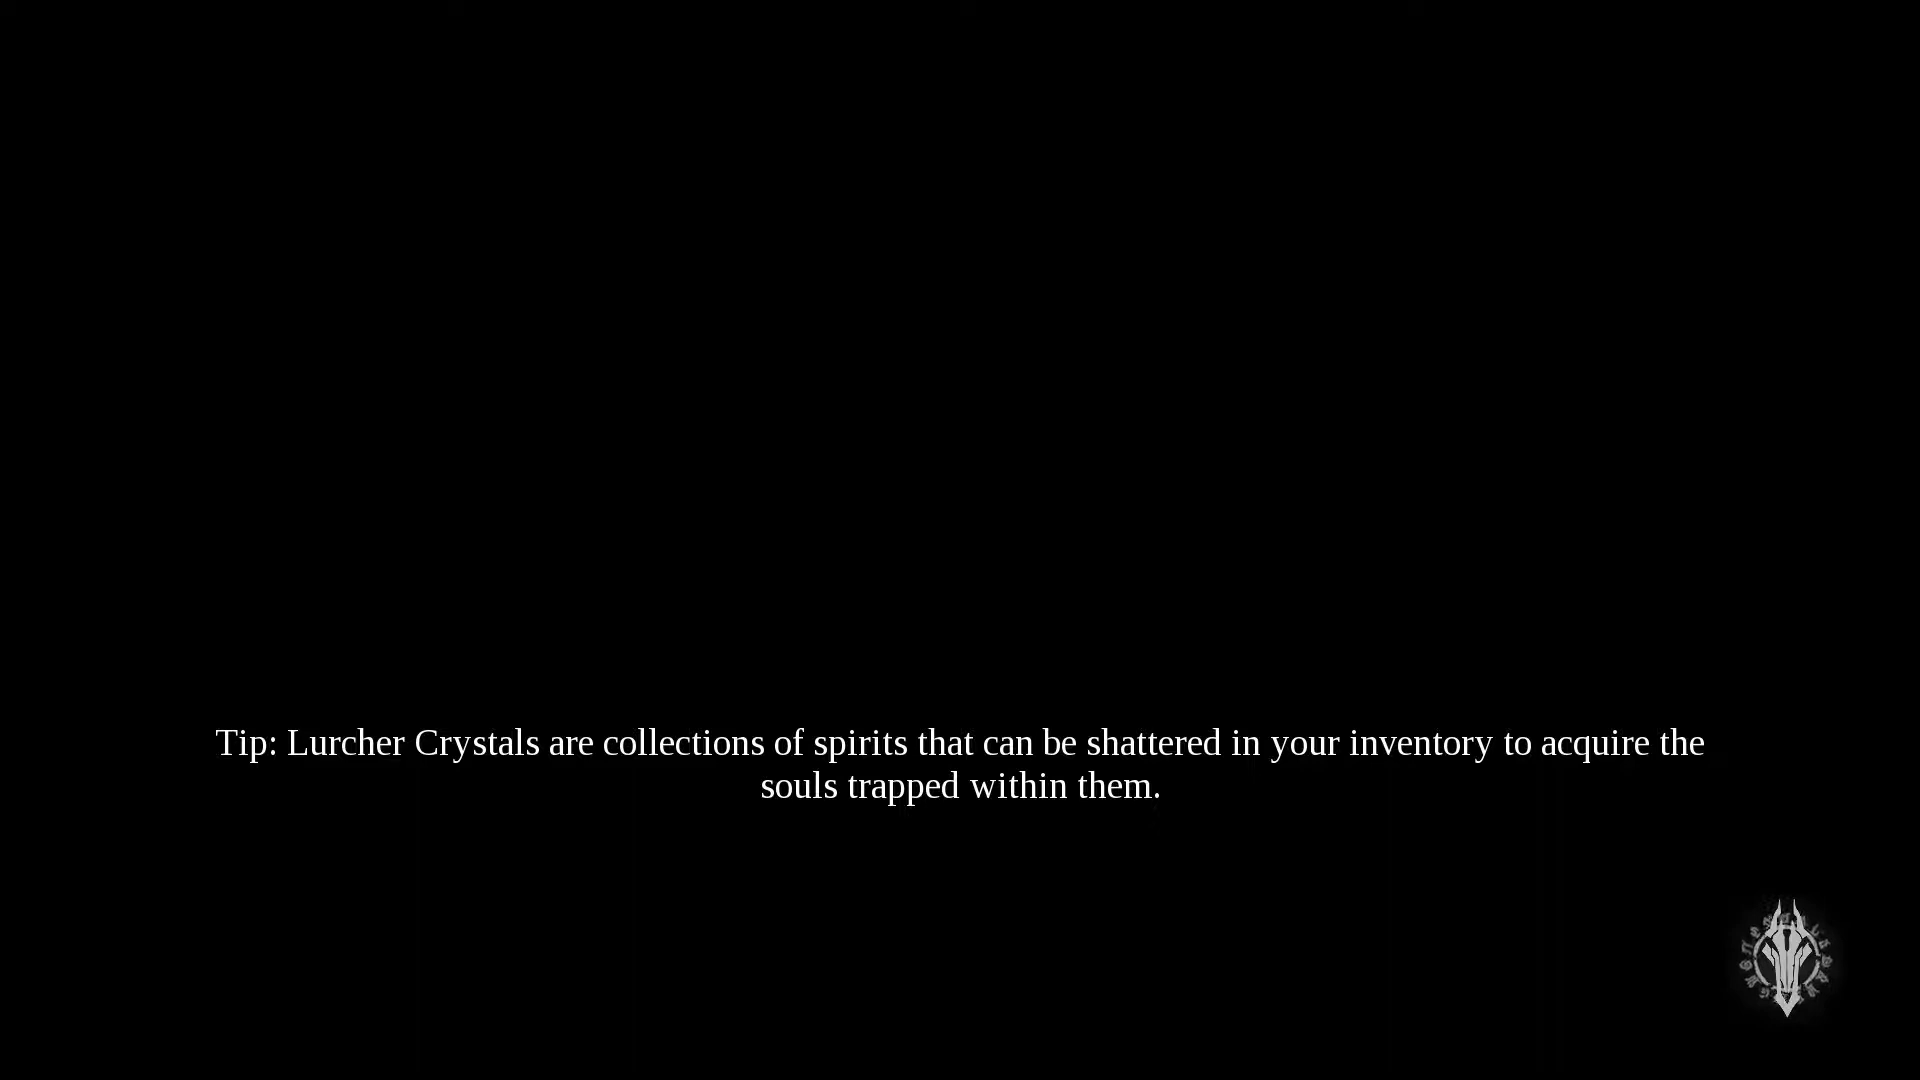 Tip: Lurcher Crystals are collections of spirits that can be shattered in your inventory to acquire the
souls trapped within them.